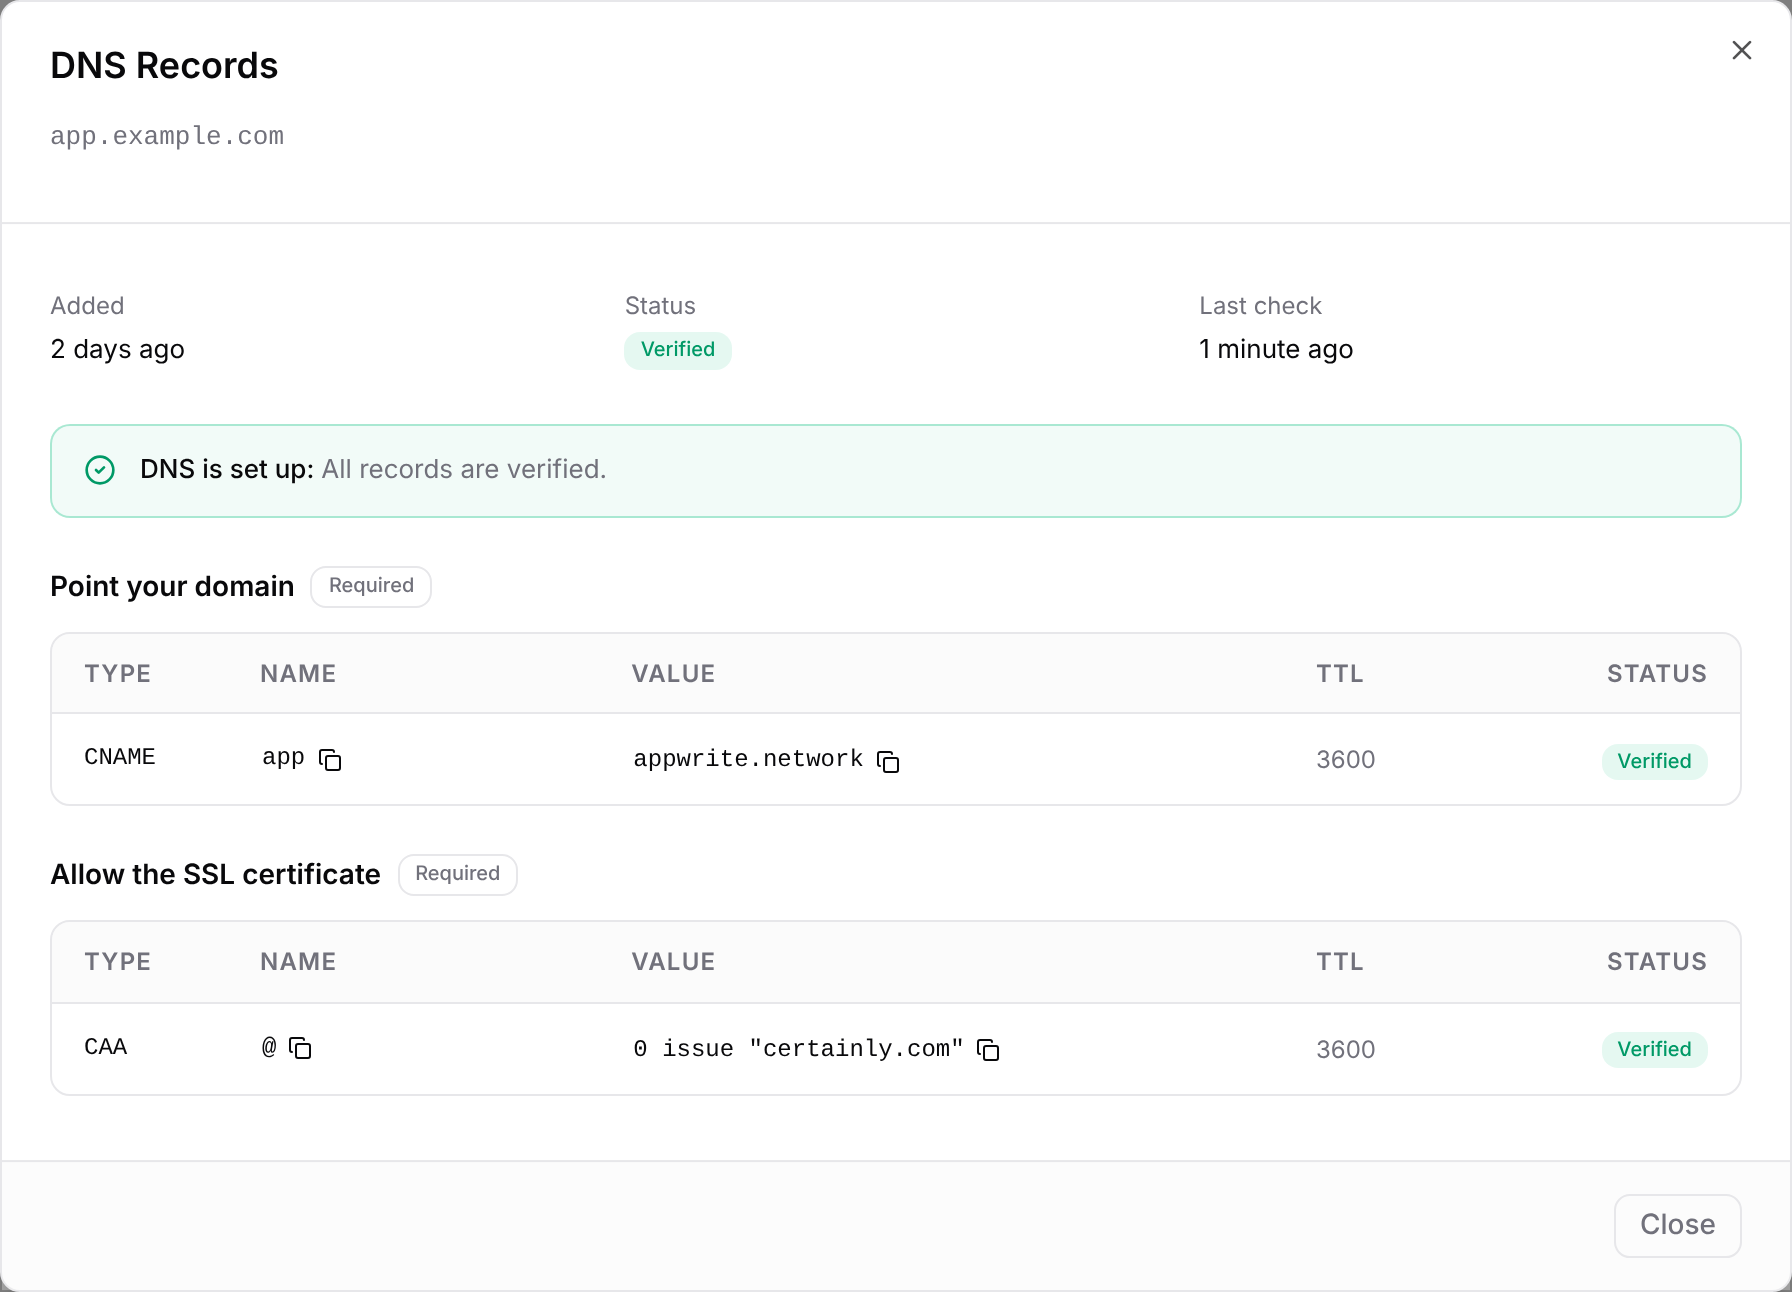 DNS Records
app.example.com
Added Status Last check
2 days ago Verified 1 minute ago
DNS is set up: All records are verified.
Point your domain Required
TYPE NAME VALUE TTL STATUS
CNAME app appwrite.network 3600 Verified
Allow the SSL certificate Required
TYPE NAME VALUE TTL STATUS
CAA @ 0 issue "certainly.com" 3600 Verified
Close